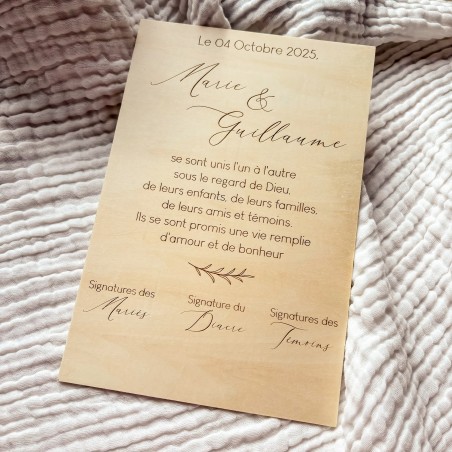 Le 04 Octobre 2025,
Marie
&
Guillaume
se sont unis l'un à l'autre
sous le regard de Dieu,
de leurs enfants, de leurs familles,
de leurs amis et témoins.
Ils se sont promis une vie remplie
d'amour et de bonheur
Signatures des
Mariés
Signature du
Diacre
Signatures des
Témoins